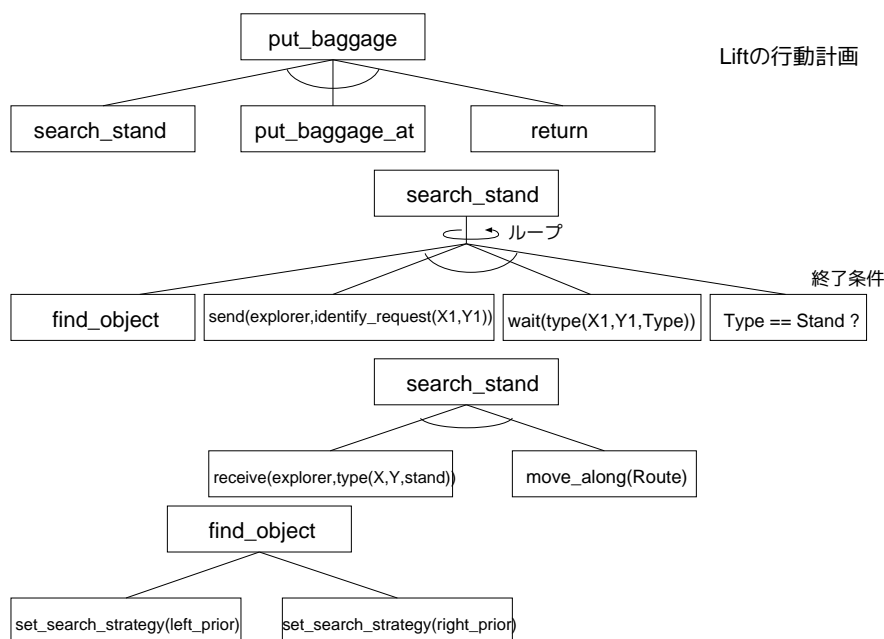 put_baggage
Liftの行動計画
search_stand
put_baggage_at
return
search_stand
ループ
終了条件
find_object
send(explorer,identify_request(X1,Y1))
wait(type(X1,Y1,Type))
Type == Stand ?
search_stand
receive(explorer,type(X,Y,stand))
move_along(Route)
find_object
set_search_strategy(left_prior)
set_search_strategy(right_prior)